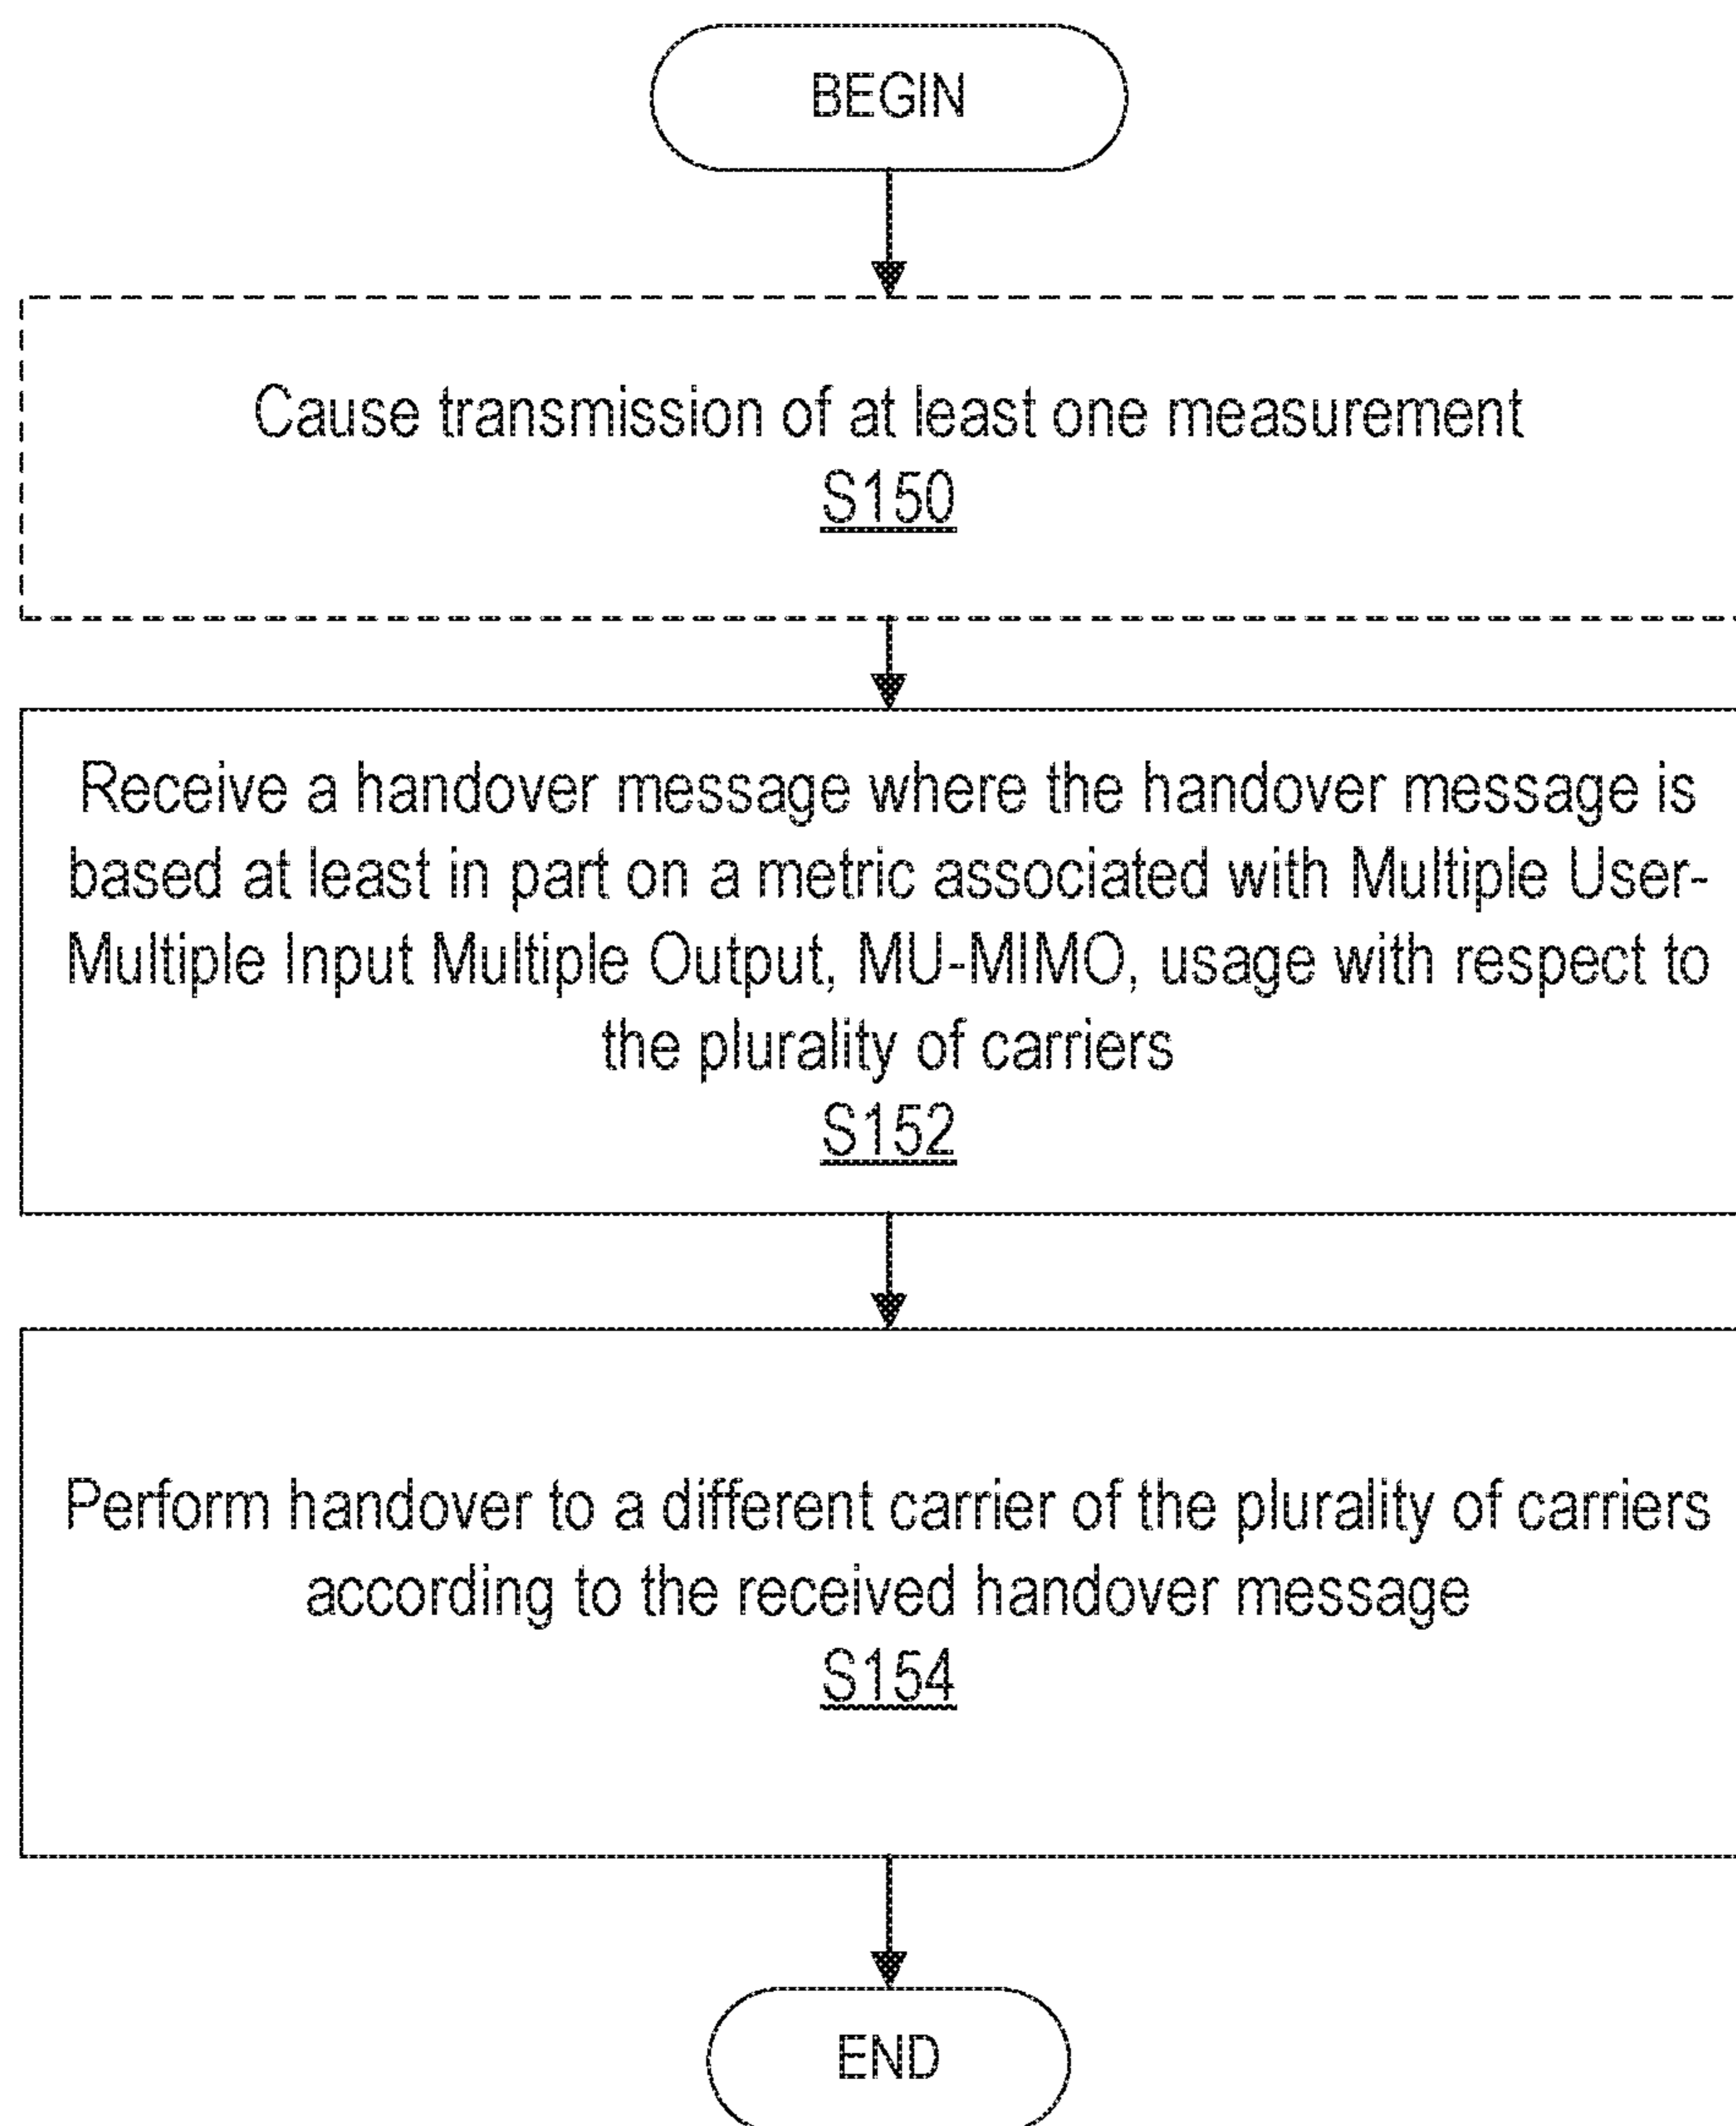 BEGIN
Cause transmission of at least one measurement
S150
Receive a handover message where the handover message is
based at least in part on a metric associated with Multiple User-
Multiple Input Multiple Output, MU-MIMO, usage with respect to
the plurality of carriers
S152
Perform handover to a different carrier of the plurality of carriers
according to the received handover message
S154
END